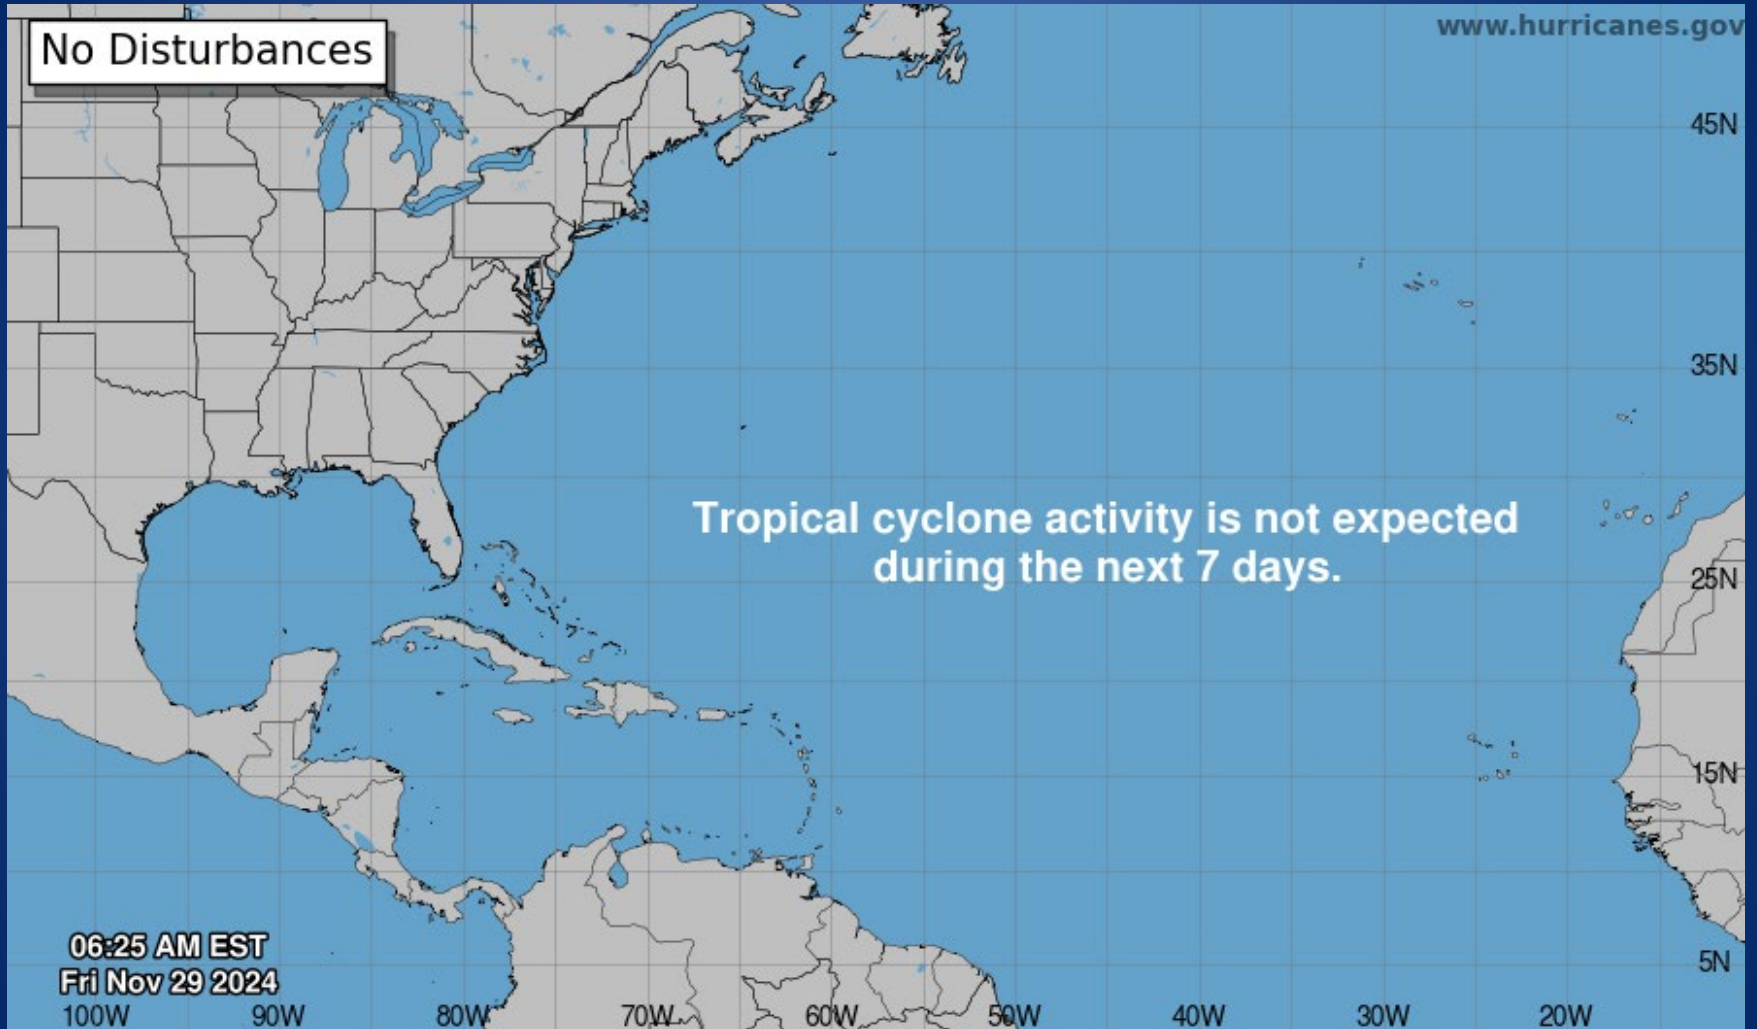 No Disturbances
www.hurricanes.gov
45N
35N
Tropical cyclone activity is not expected
during the next 7 days.
25N
15N
06:25 AM EST
Fri Nov 29 2024
5N
100W 90W 80W 70W 60W 50W 40W 30W 20W